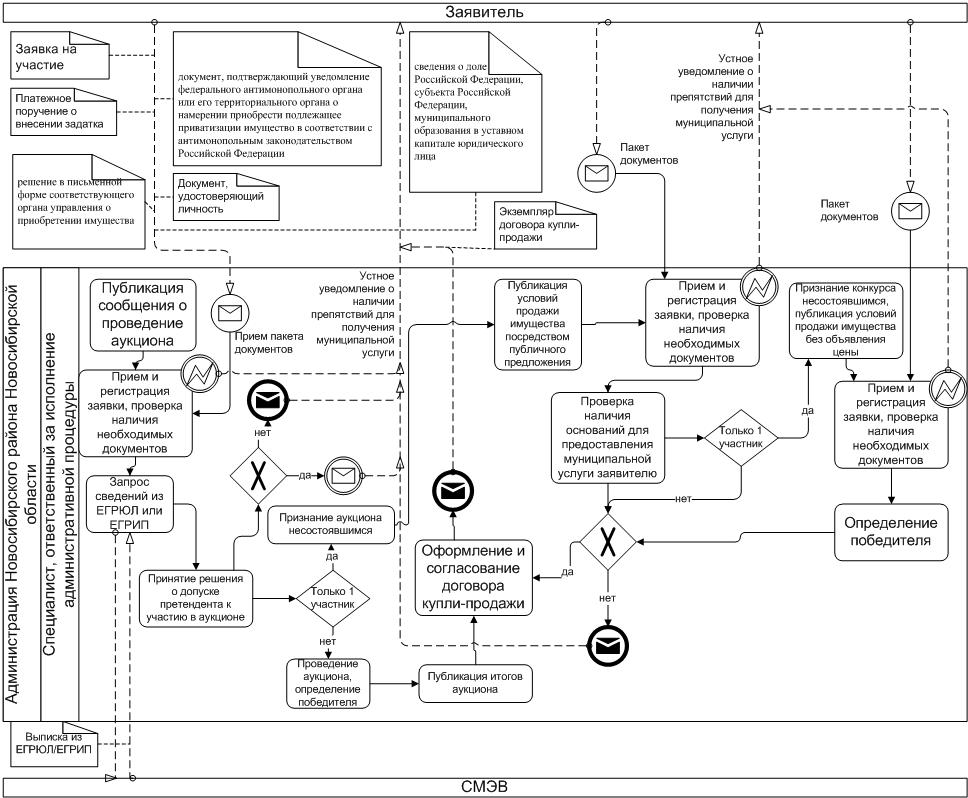 Заявитель
Заявка на
участие
Платежное
поручение о
внесении задатка
решение в письменной
форме соответствующего
органа управления о
приобретении имущества
документ, подтверждающий уведомление
федерального антимонопольного органа
или его территориального органа о
намерении приобрести подлежащее
приватизации имущество в соответствии с
антимонопольным законодательством
Российской Федерации
Документ,
удостоверяющий
личность
сведения о доле
Российской Федерации,
субъекта Российской
Федерации,
муниципального
образования в уставном
капитале юридического
лица
Экземпляр
договора купли-
продажи
Пакет
документов
Устное
уведомление о
наличии
препятствий для
получения
муниципальной
услуги
Пакет
документов
Администрация Новосибирского района Новосибирской
области
Специалист, ответственный за исполнение
административной процедуры
Публикация
сообщения о
проведение
аукциона
Прием пакета
документов
Устное
уведомление о
наличии
препятствий для
получения
муниципальной
услуги
Прием и
регистрация
заявки, проверка
наличия
необходимых
документов
Запрос
сведений из
ЕГРЮЛ или
ЕГРИП
Принятие решения
о допуске
претендента к
участию в аукционе
нет
да
Признание аукциона
несостоявшимся
да
Только 1
участник
нет
Проведение
аукциона,
определение
победителя
Публикация итогов
аукциона
Оформление и
согласование
договора
купли-продажи
Публикация
условий
продажи
имущества
посредством
публичного
предложения
Прием и
регистрация
заявки, проверка
наличия
необходимых
документов
Проверка
наличия
оснований для
предоставления
муниципальной
услуги заявителю
Только 1
участник
да
нет
да
нет
Признание конкурса
несостоявшимся,
публикация условий
продажи имущества
без объявления
цены
Прием и
регистрация
заявки, проверка
наличия
необходимых
документов
Определение
победителя
Выписка из
ЕГРЮЛ/ЕГРИП
СМЭВ